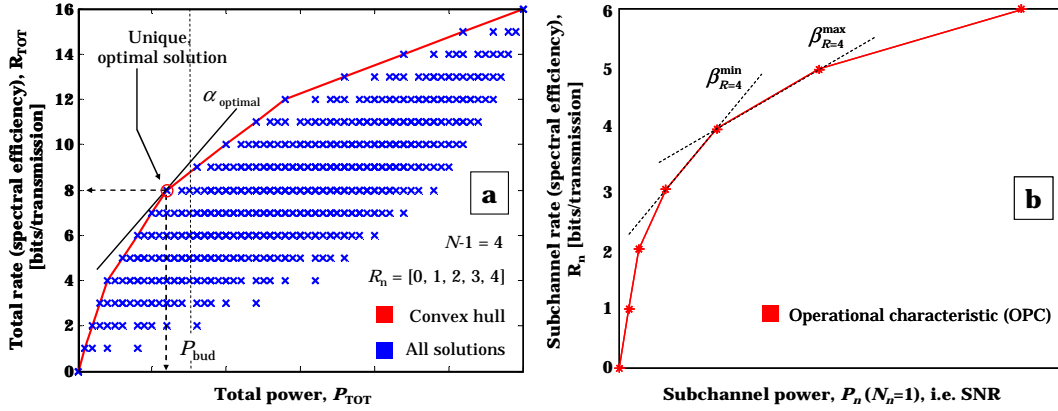 Total rate (spectral efficiency), R_TOT
[bits/transmission]
16
14
12
10
8
6
4
2
0
Unique,
optimal solution
α_optimal
a
N-1 = 4
R_n = [0, 1, 2, 3, 4]
Convex hull
All solutions
P_bud
Total power, P_TOT
Subchannel rate (spectral efficiency),
R_n [bits/transmission]
6
5
4
3
2
1
0
β^max_R=4
β^min_R=4
b
Operational characteristic (OPC)
Subchannel power, P_n (N_n=1), i.e. SNR